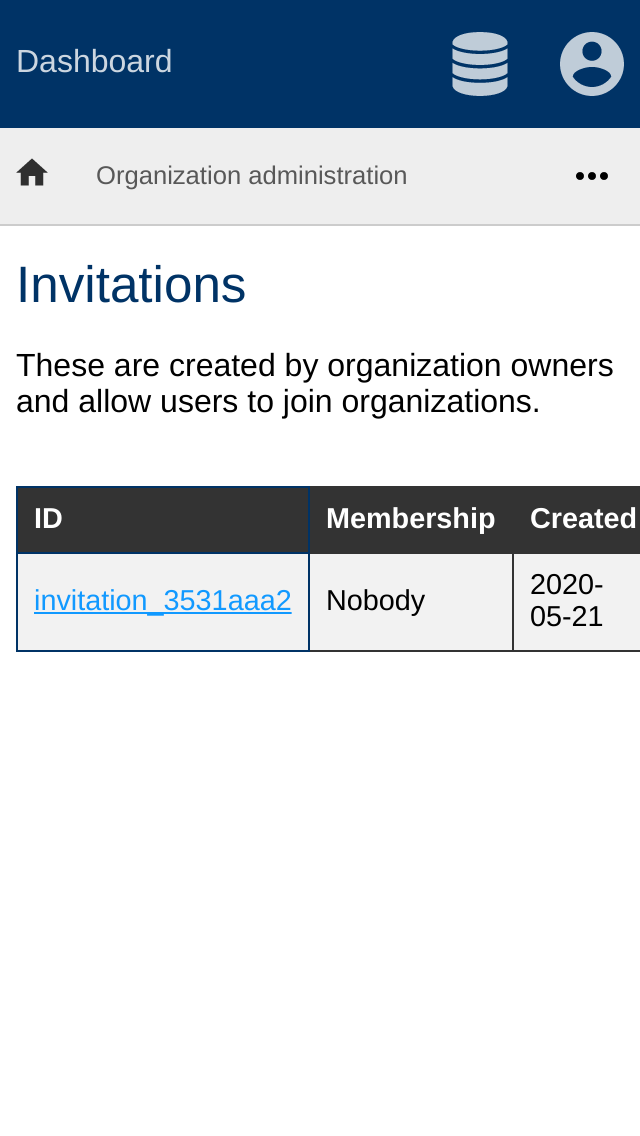 Dashboard
Organization administration
Invitations
These are created by organization owners
and allow users to join organizations.
ID Membership Created
invitation_3531aaa2 Nobody 2020-
05-21